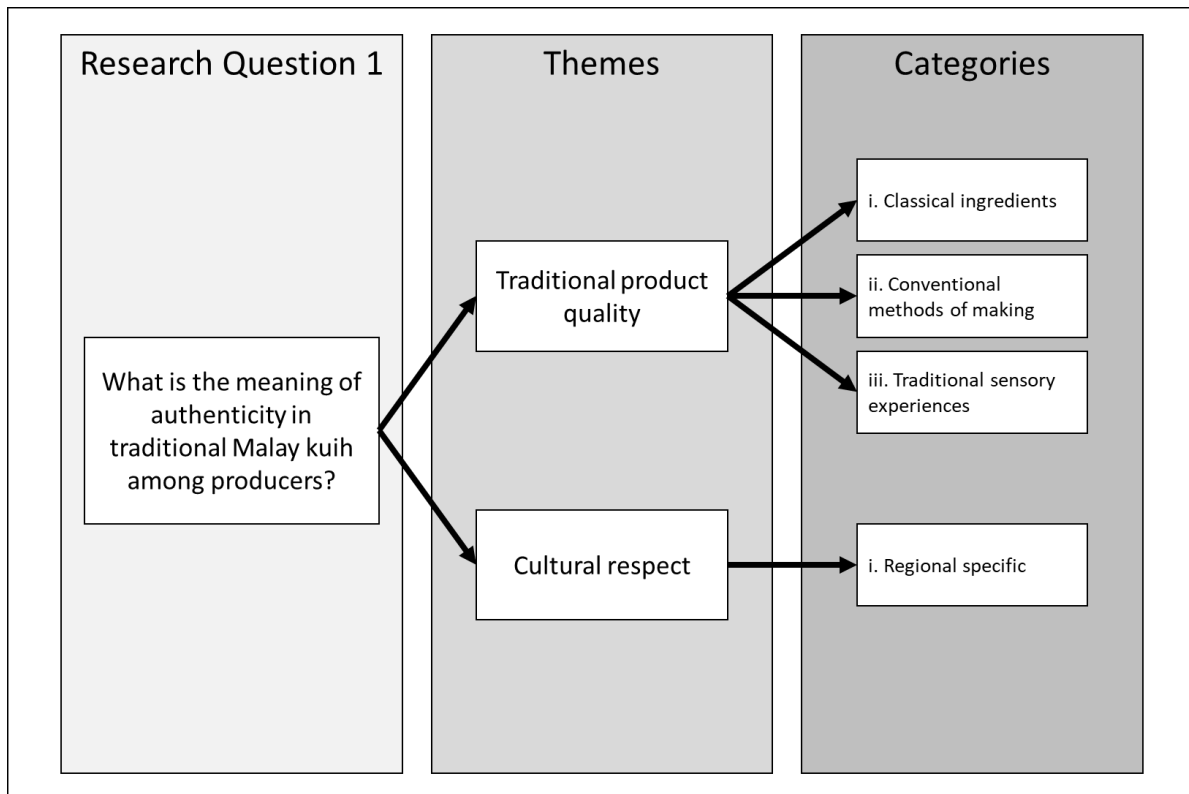 Research Question 1
Themes
Categories
What is the meaning of
authenticity in
traditional Malay kuih
among producers?
Traditional product
quality
Cultural respect
i. Classical ingredients
ii. Conventional
methods of making
iii. Traditional sensory
experiences
i. Regional specific